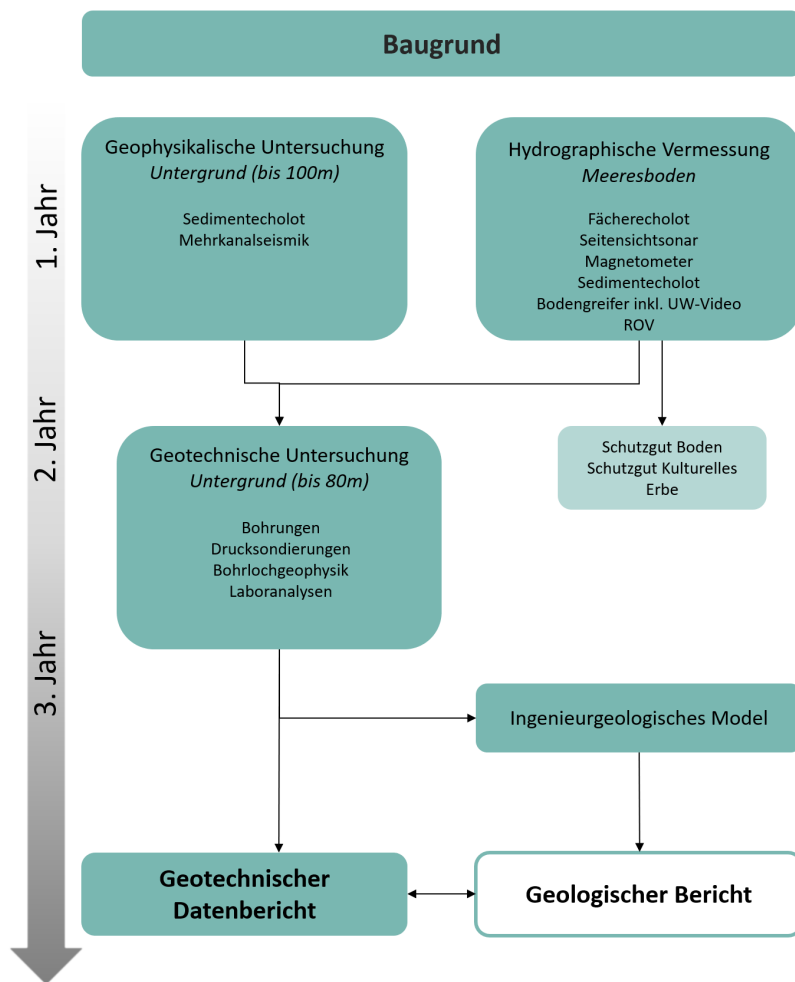 Baugrund
1. Jahr
Geophysikalische Untersuchung
Untergrund (bis 100m)
Sedimentecholot
Mehrkanalseismik
Hydrographische Vermessung
Meeresboden
Fächerecholot
Seitensichtsonar
Magnetometer
Sedimentecholot
Bodengreifer inkl. UW-Video
ROV
2. Jahr
Geotechnische Untersuchung
Untergrund (bis 80m)
Bohrungen
Drucksondierungen
Bohrlochgeophysik
Laboranalysen
Schutzgut Boden
Schutzgut Kulturelles
Erbe
3. Jahr
Ingenieurgeologisches Model
Geotechnischer
Datenbericht
Geologischer Bericht